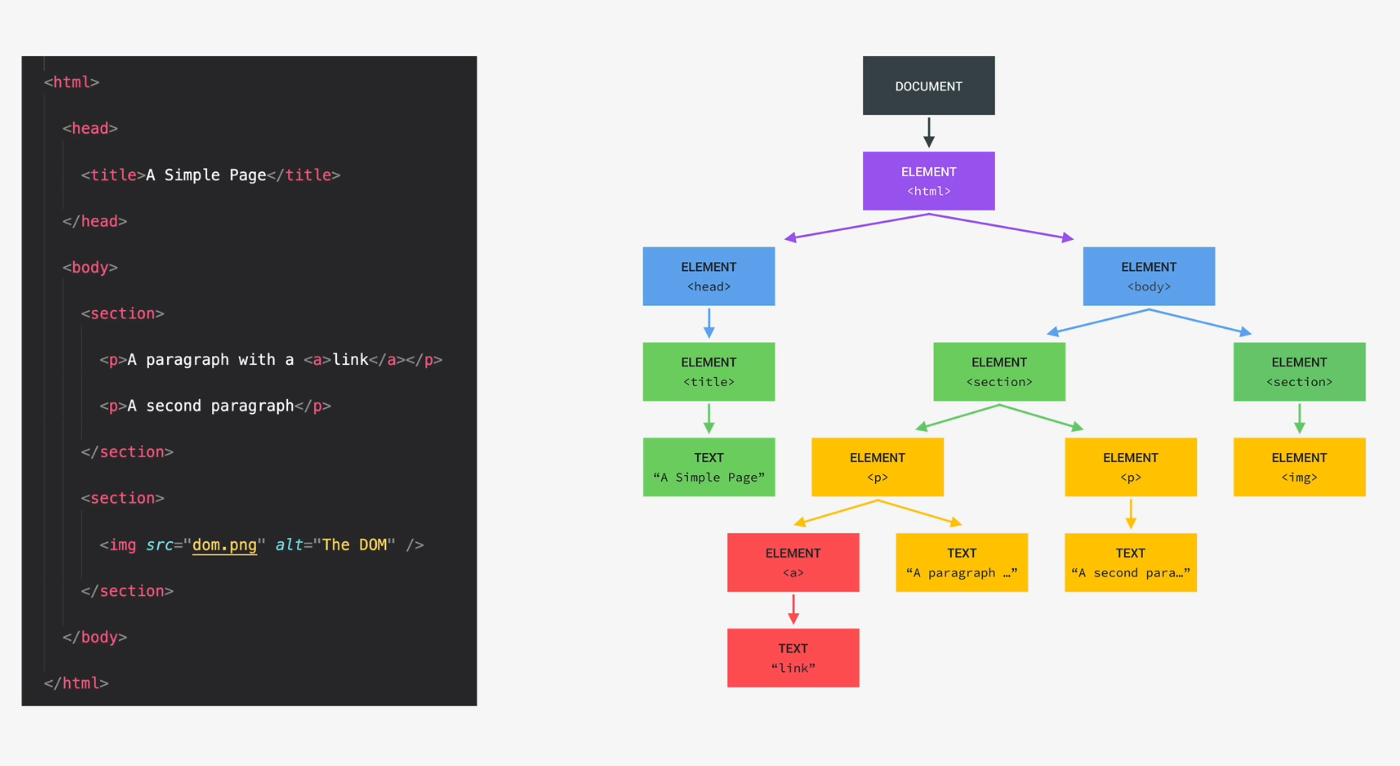 <html>
<head>
<title>A Simple Page</title>
</head>
<body>
<section>
<p>A paragraph with a <a>link</a></p>
<p>A second paragraph</p>
</section>
<section>
<img src="dom.png" alt="The DOM" />
</section>
</body>
</html>
DOCUMENT
ELEMENT
<html>
ELEMENT
<head>
ELEMENT
<body>
ELEMENT
<title>
ELEMENT
<section>
ELEMENT
<section>
TEXT
“A Simple Page”
ELEMENT
<p>
ELEMENT
<p>
ELEMENT
<img>
ELEMENT
<a>
TEXT
“A paragraph …”
TEXT
“A second para…”
TEXT
“link”